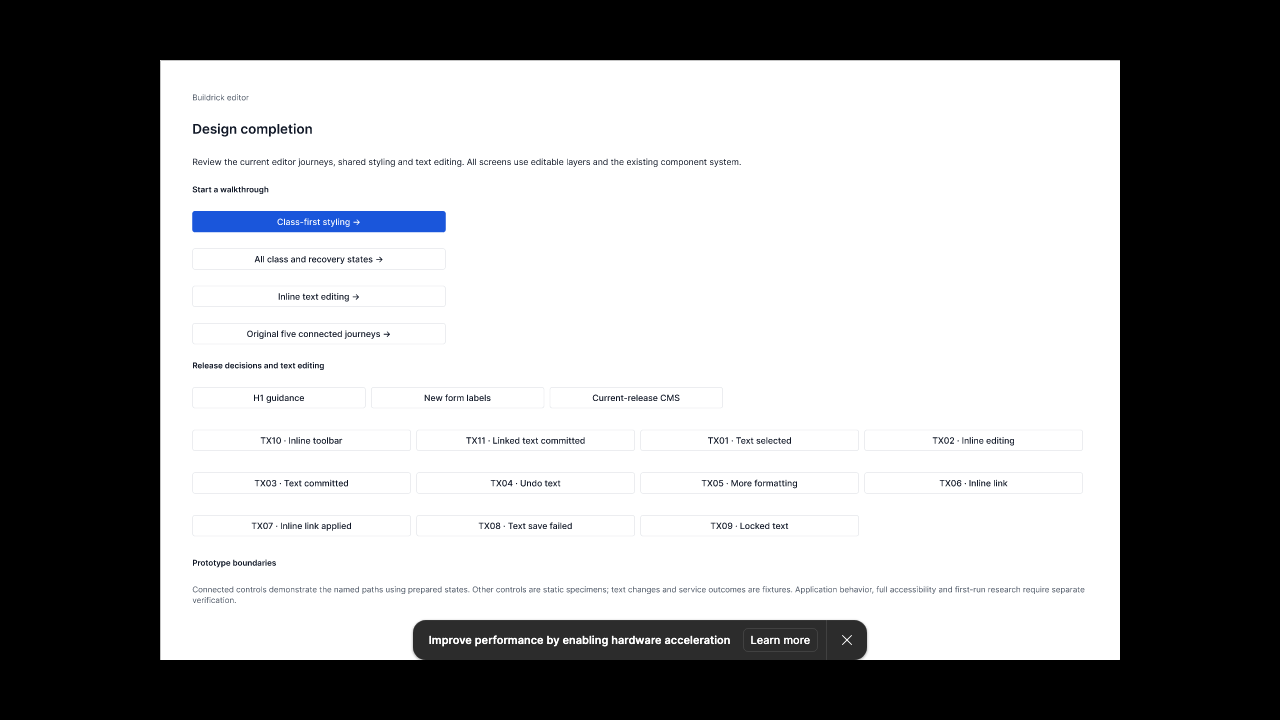 Buildrick editor
Design completion
Review the current editor journeys, shared styling and text editing. All screens use editable layers and the existing component system.
Start a walkthrough
Class-first styling →
All class and recovery states →
Inline text editing →
Original five connected journeys →
Release decisions and text editing
H1 guidance
New form labels
Current-release CMS
TX10 · Inline toolbar
TX11 · Linked text committed
TX01 · Text selected
TX02 · Inline editing
TX03 · Text committed
TX04 · Undo text
TX05 · More formatting
TX06 · Inline link
TX07 · Inline link applied
TX08 · Text save failed
TX09 · Locked text
Prototype boundaries
Connected controls demonstrate the named paths using prepared states. Other controls are static specimens; text changes and service outcomes are fixtures. Application behavior, full accessibility and first-run research require separate
verification.
Improve performance by enabling hardware acceleration
Learn more